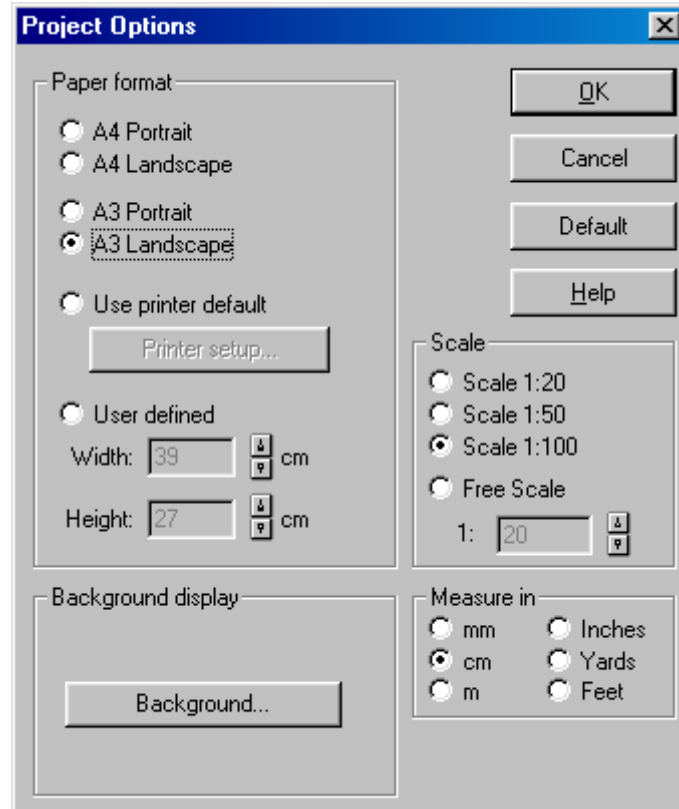 Project Options
Paper format
A4 Portrait
A4 Landscape
A3 Portrait
A3 Landscape
Use printer default
Printer setup...
User defined
Width: 39 cm
Height: 27 cm
Background display
Background...
OK
Cancel
Default
Help
Scale
Scale 1:20
Scale 1:50
Scale 1:100
Free Scale
1: 20
Measure in
mm Inches
cm Yards
m Feet